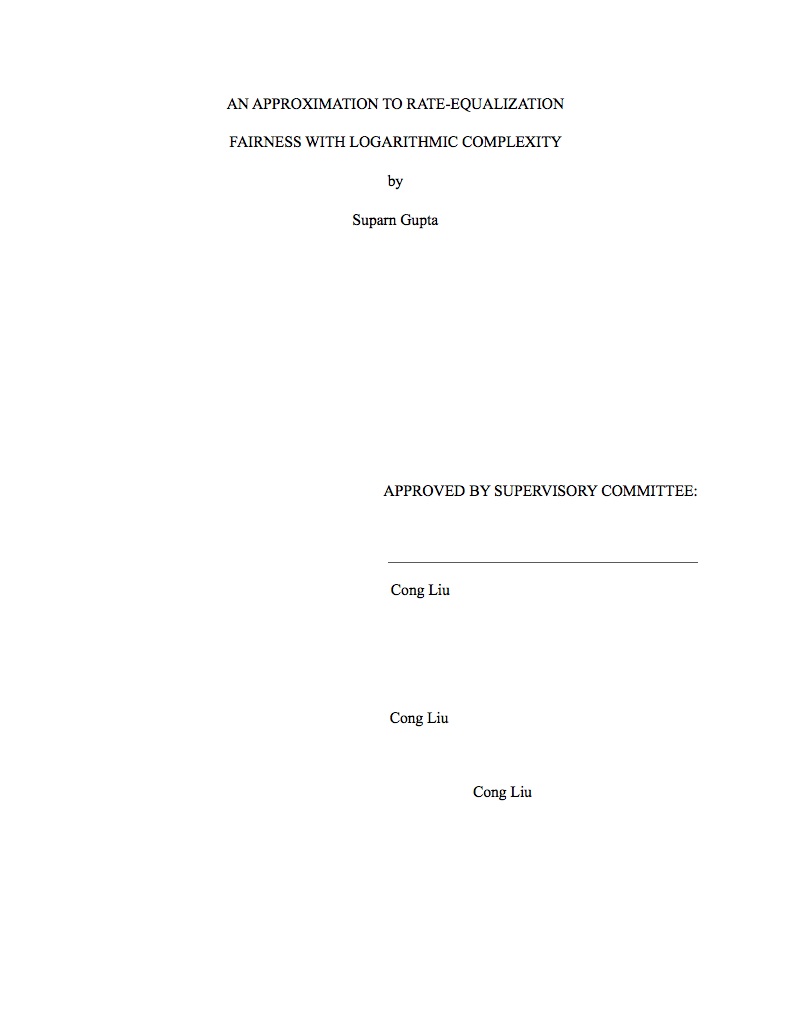 AN APPROXIMATION TO RATE-EQUALIZATION
FAIRNESS WITH LOGARITHMIC COMPLEXITY
by
Suparn Gupta
APPROVED BY SUPERVISORY COMMITTEE:
Cong Liu
Cong Liu
Cong Liu